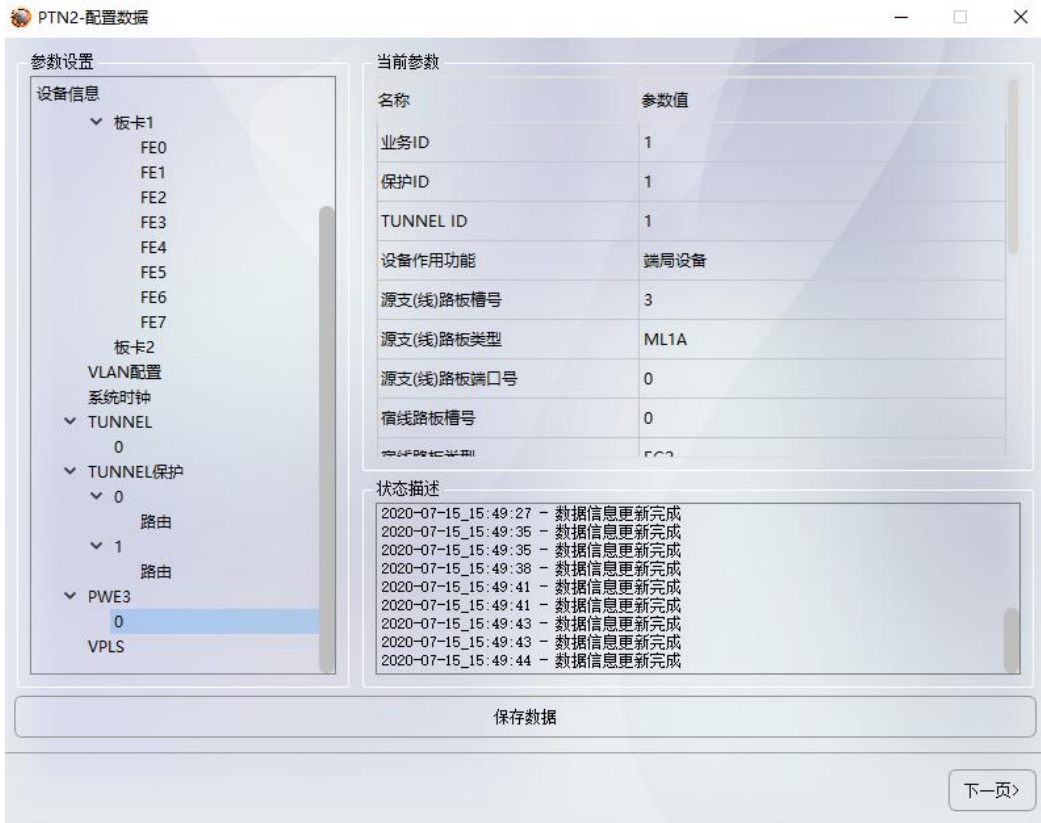 PTN2-配置数据
参数设置
设备信息
板卡1
FE0
FE1
FE2
FE3
FE4
FE5
FE6
FE7
板卡2
VLAN配置
系统时钟
TUNNEL
0
TUNNEL保护
0
路由
1
路由
PWE3
0
VPLS
当前参数
名称 参数值
业务ID 1
保护ID 1
TUNNEL ID 1
设备作用功能 端局设备
源支(线)路板槽号 3
源支(线)路板类型 ML1A
源支(线)路板端口号 0
宿线路板槽号 0
宿线路板类型
状态描述
2020-07-15_15:49:27 - 数据信息更新完成
2020-07-15_15:49:35 - 数据信息更新完成
2020-07-15_15:49:35 - 数据信息更新完成
2020-07-15_15:49:38 - 数据信息更新完成
2020-07-15_15:49:41 - 数据信息更新完成
2020-07-15_15:49:41 - 数据信息更新完成
2020-07-15_15:49:43 - 数据信息更新完成
2020-07-15_15:49:43 - 数据信息更新完成
2020-07-15_15:49:44 - 数据信息更新完成
保存数据
下一页>